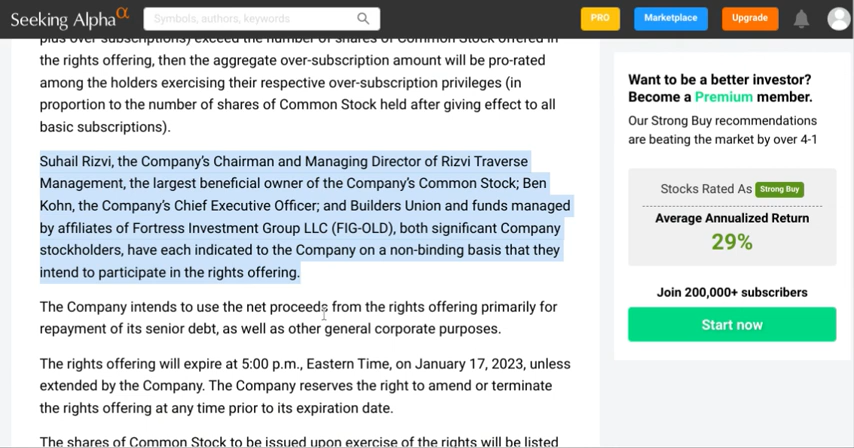 Seeking Alpha α
Symbols, authors, keywords
PRO
Marketplace
Upgrade
plus over-subscriptions) exceed the number of shares of Common Stock offered in
the rights offering, then the aggregate over-subscription amount will be pro-rated
among the holders exercising their respective over-subscription privileges (in
proportion to the number of shares of Common Stock held after giving effect to all
basic subscriptions).
Suhail Rizvi, the Company's Chairman and Managing Director of Rizvi Traverse
Management, the largest beneficial owner of the Company's Common Stock; Ben
Kohn, the Company's Chief Executive Officer; and Builders Union and funds managed
by affiliates of Fortress Investment Group LLC (FIG-OLD), both significant Company
stockholders, have each indicated to the Company on a non-binding basis that they
intend to participate in the rights offering.
The Company intends to use the net proceeds from the rights offering primarily for
repayment of its senior debt, as well as other general corporate purposes.
The rights offering will expire at 5:00 p.m., Eastern Time, on January 17, 2023, unless
extended by the Company. The Company reserves the right to amend or terminate
the rights offering at any time prior to its expiration date.
The shares of Common Stock to be issued upon exercise of the rights will be listed
Want to be a better investor?
Become a Premium member.
Our Strong Buy recommendations
are beating the market by over 4-1
Stocks Rated As Strong Buy
Average Annualized Return
29%
Join 200,000+ subscribers
Start now